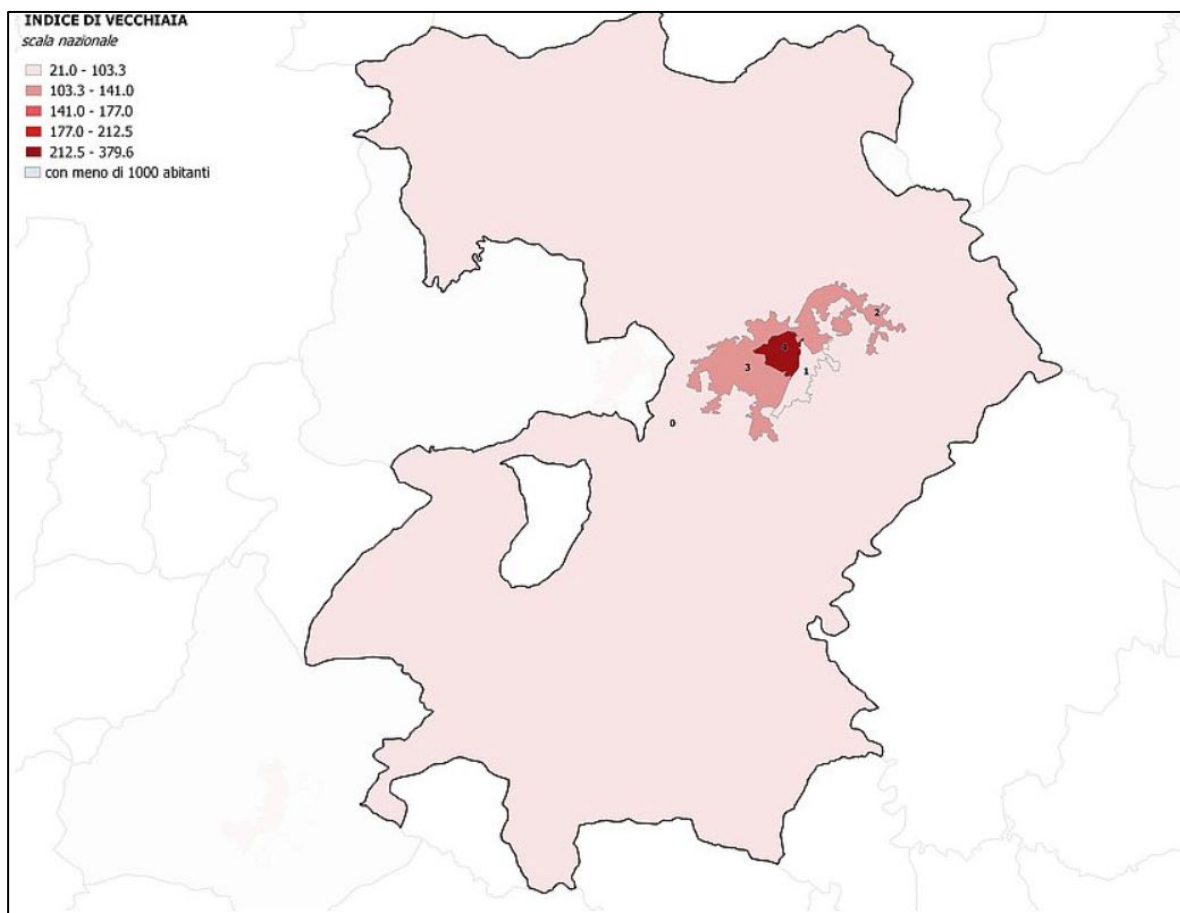 INDICE DI VECCHIAIA
scala nazionale
21.0 - 103.3
103.3 - 141.0
141.0 - 177.0
177.0 - 212.5
212.5 - 379.6
con meno di 1000 abitanti
2
3
1
0